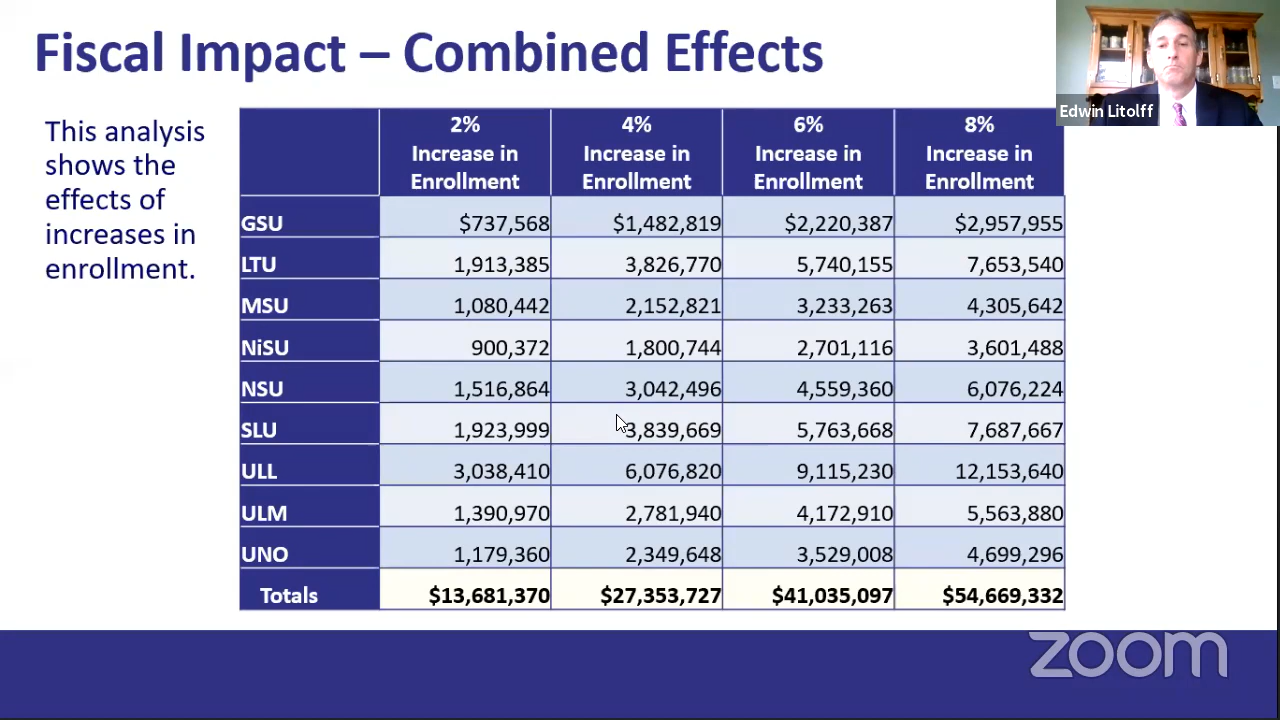 Fiscal Impact – Combined Effects
Edwin Litolff
This analysis
shows the
effects of
increases in
enrollment.
2% 4% 6% 8%
Increase in Increase in Increase in Increase in
Enrollment Enrollment Enrollment Enrollment
GSU $737,568 $1,482,819 $2,220,387 $2,957,955
LTU 1,913,385 3,826,770 5,740,155 7,653,540
MSU 1,080,442 2,152,821 3,233,263 4,305,642
NiSU 900,372 1,800,744 2,701,116 3,601,488
NSU 1,516,864 3,042,496 4,559,360 6,076,224
SLU 1,923,999 3,839,669 5,763,668 7,687,667
ULL 3,038,410 6,076,820 9,115,230 12,153,640
ULM 1,390,970 2,781,940 4,172,910 5,563,880
UNO 1,179,360 2,349,648 3,529,008 4,699,296
Totals $13,681,370 $27,353,727 $41,035,097 $54,669,332
zoom